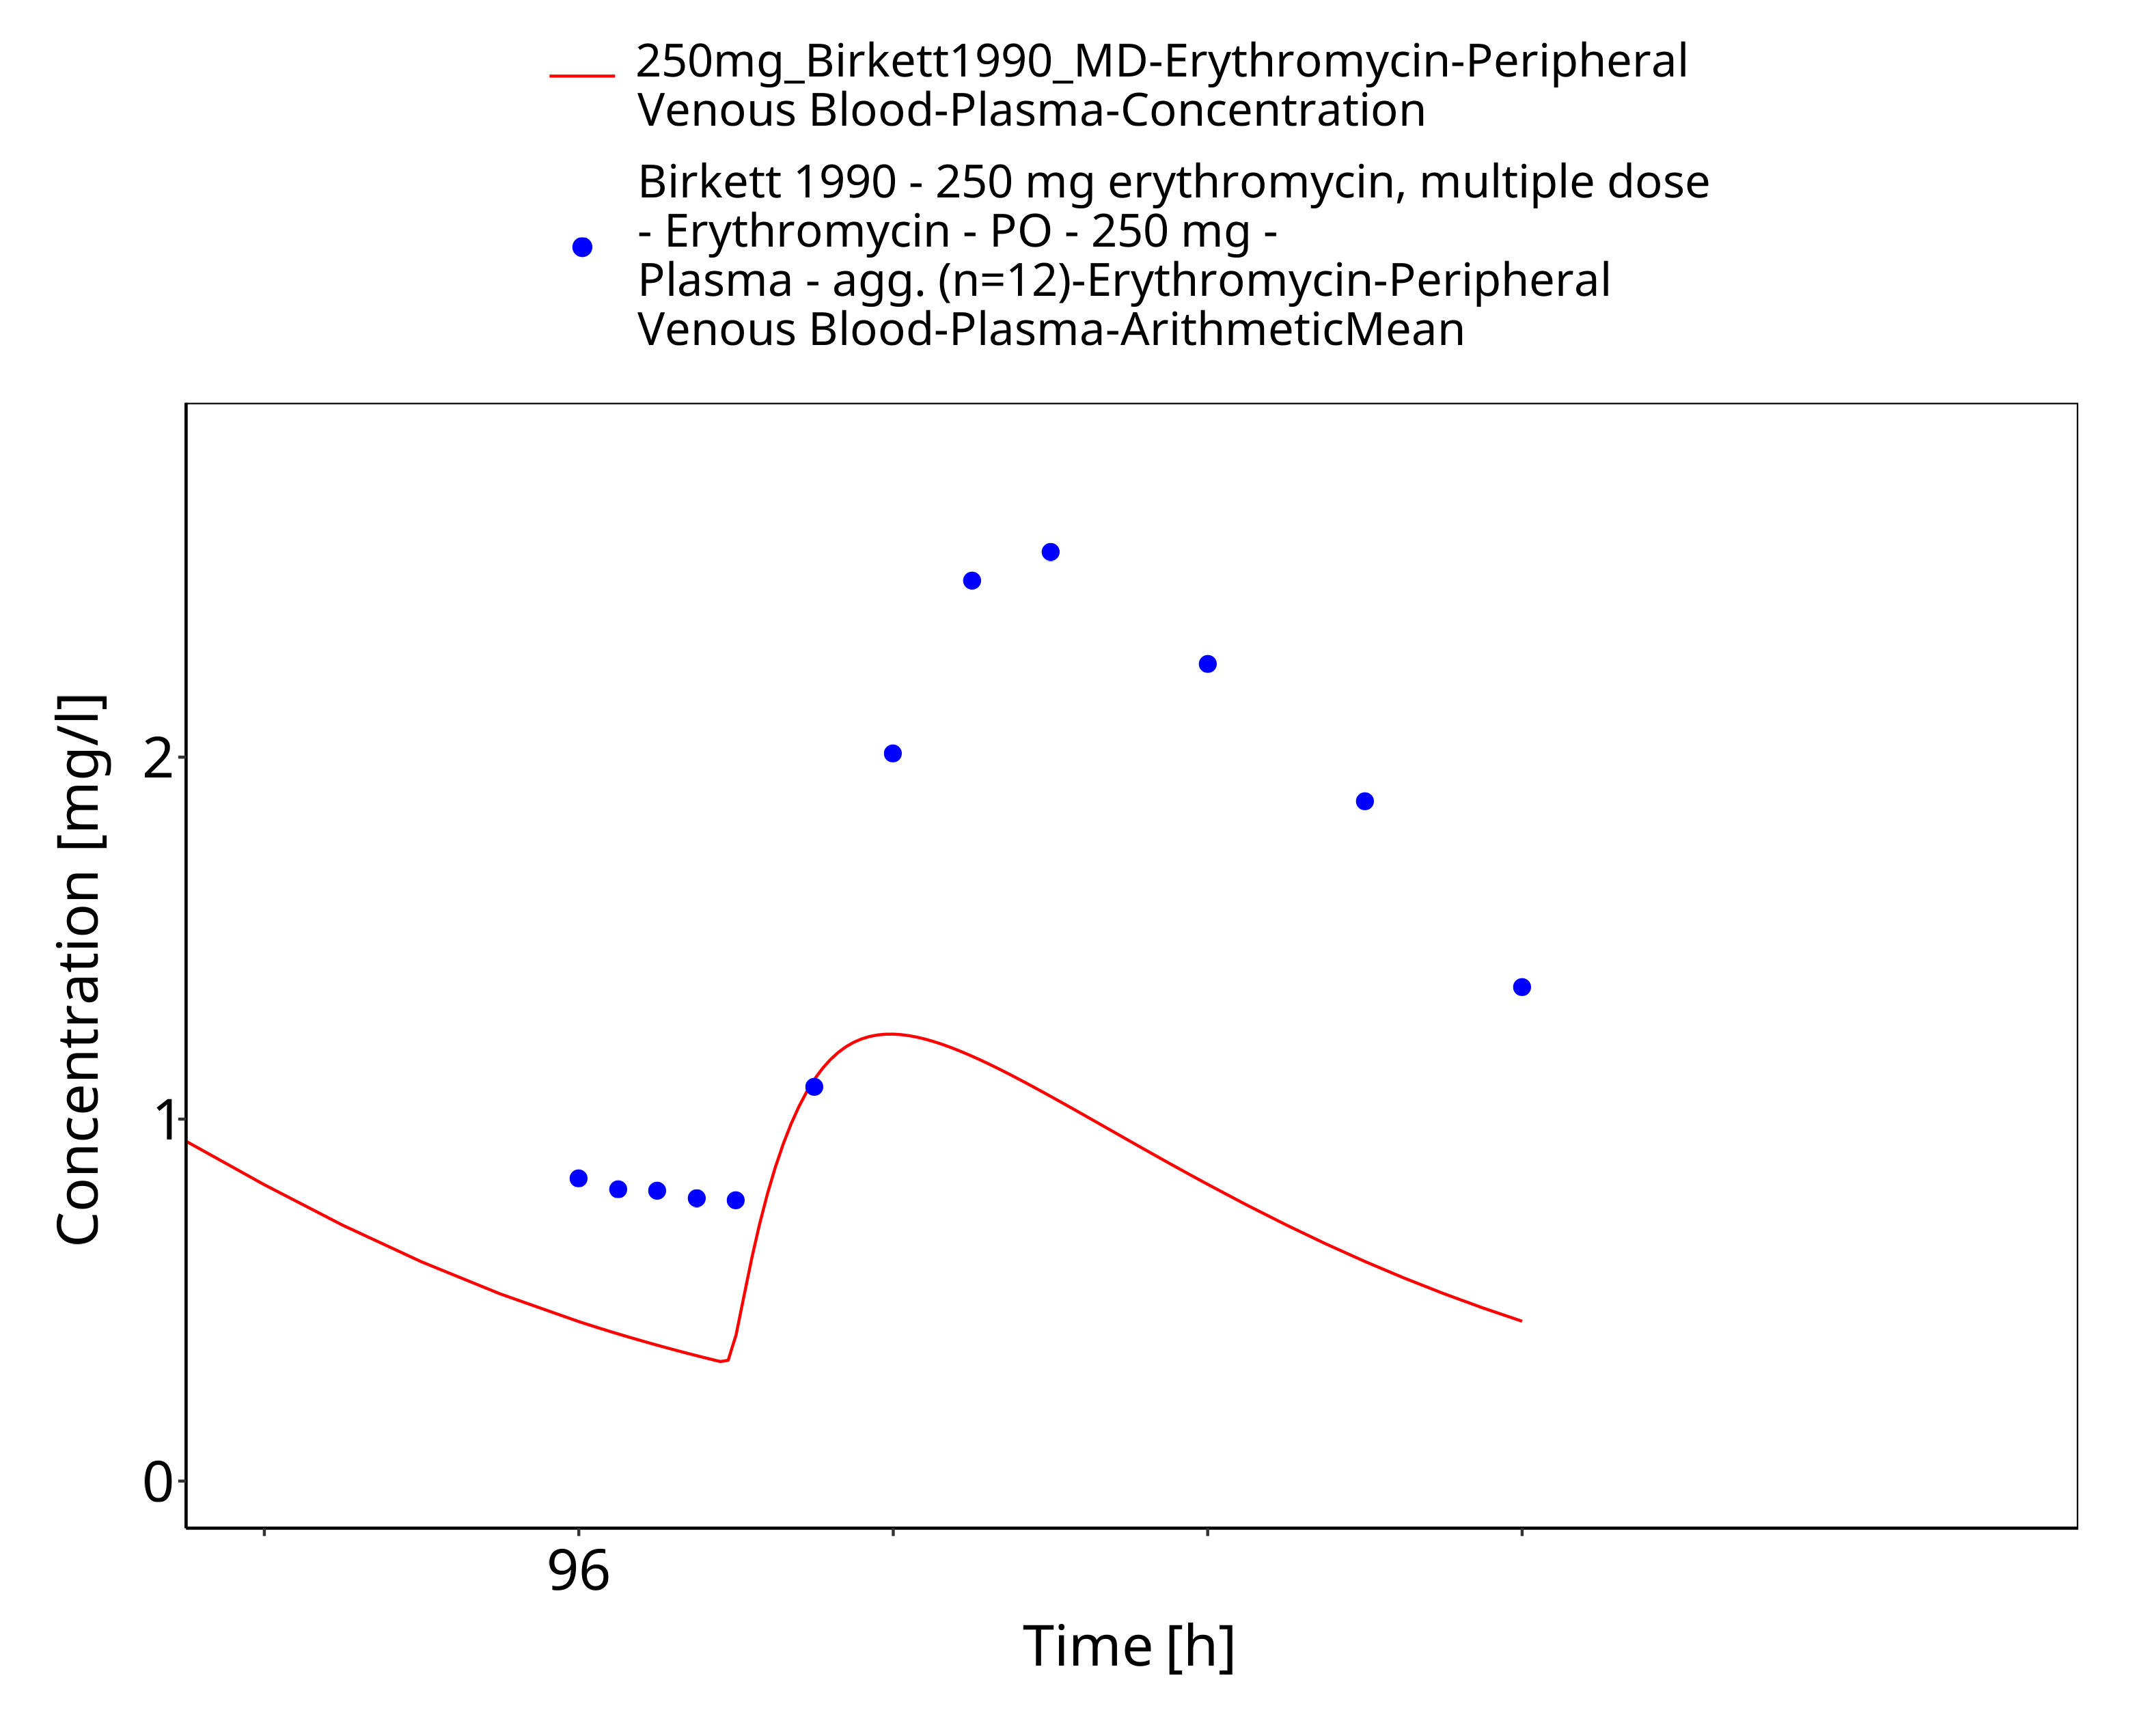 250mg_Birkett1990_MD-Erythromycin-Peripheral
Venous Blood-Plasma-Concentration
Birkett 1990 - 250 mg erythromycin, multiple dose
- Erythromycin - PO - 250 mg -
Plasma - agg. (n=12)-Erythromycin-Peripheral
Venous Blood-Plasma-ArithmeticMean
Concentration [mg/l]
2
1
0
96
Time [h]